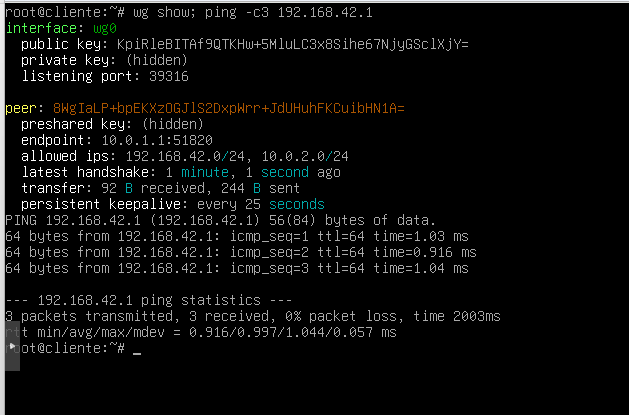 root@cliente:~# wg show; ping -c3 192.168.42.1
interface: wg0
public key: KpiRleBITAf9QTKHw+5MluLC3x8Sihe67NjyGSclXjY=
private key: (hidden)
listening port: 39316
peer: 8WgIaLP+bpEKXzOGJlS2DxpWrr+JdUHuhFKCuibHN1A=
preshared key: (hidden)
endpoint: 10.0.1.1:51820
allowed ips: 192.168.42.0/24, 10.0.2.0/24
latest handshake: 1 minute, 1 second ago
transfer: 92 B received, 244 B sent
persistent keepalive: every 25 seconds
PING 192.168.42.1 (192.168.42.1) 56(84) bytes of data.
64 bytes from 192.168.42.1: icmp_seq=1 ttl=64 time=1.03 ms
64 bytes from 192.168.42.1: icmp_seq=2 ttl=64 time=0.916 ms
64 bytes from 192.168.42.1: icmp_seq=3 ttl=64 time=1.04 ms
--- 192.168.42.1 ping statistics ---
3 packets transmitted, 3 received, 0% packet loss, time 2003ms
rtt min/avg/max/mdev = 0.916/0.997/1.044/0.057 ms
root@cliente:~# _